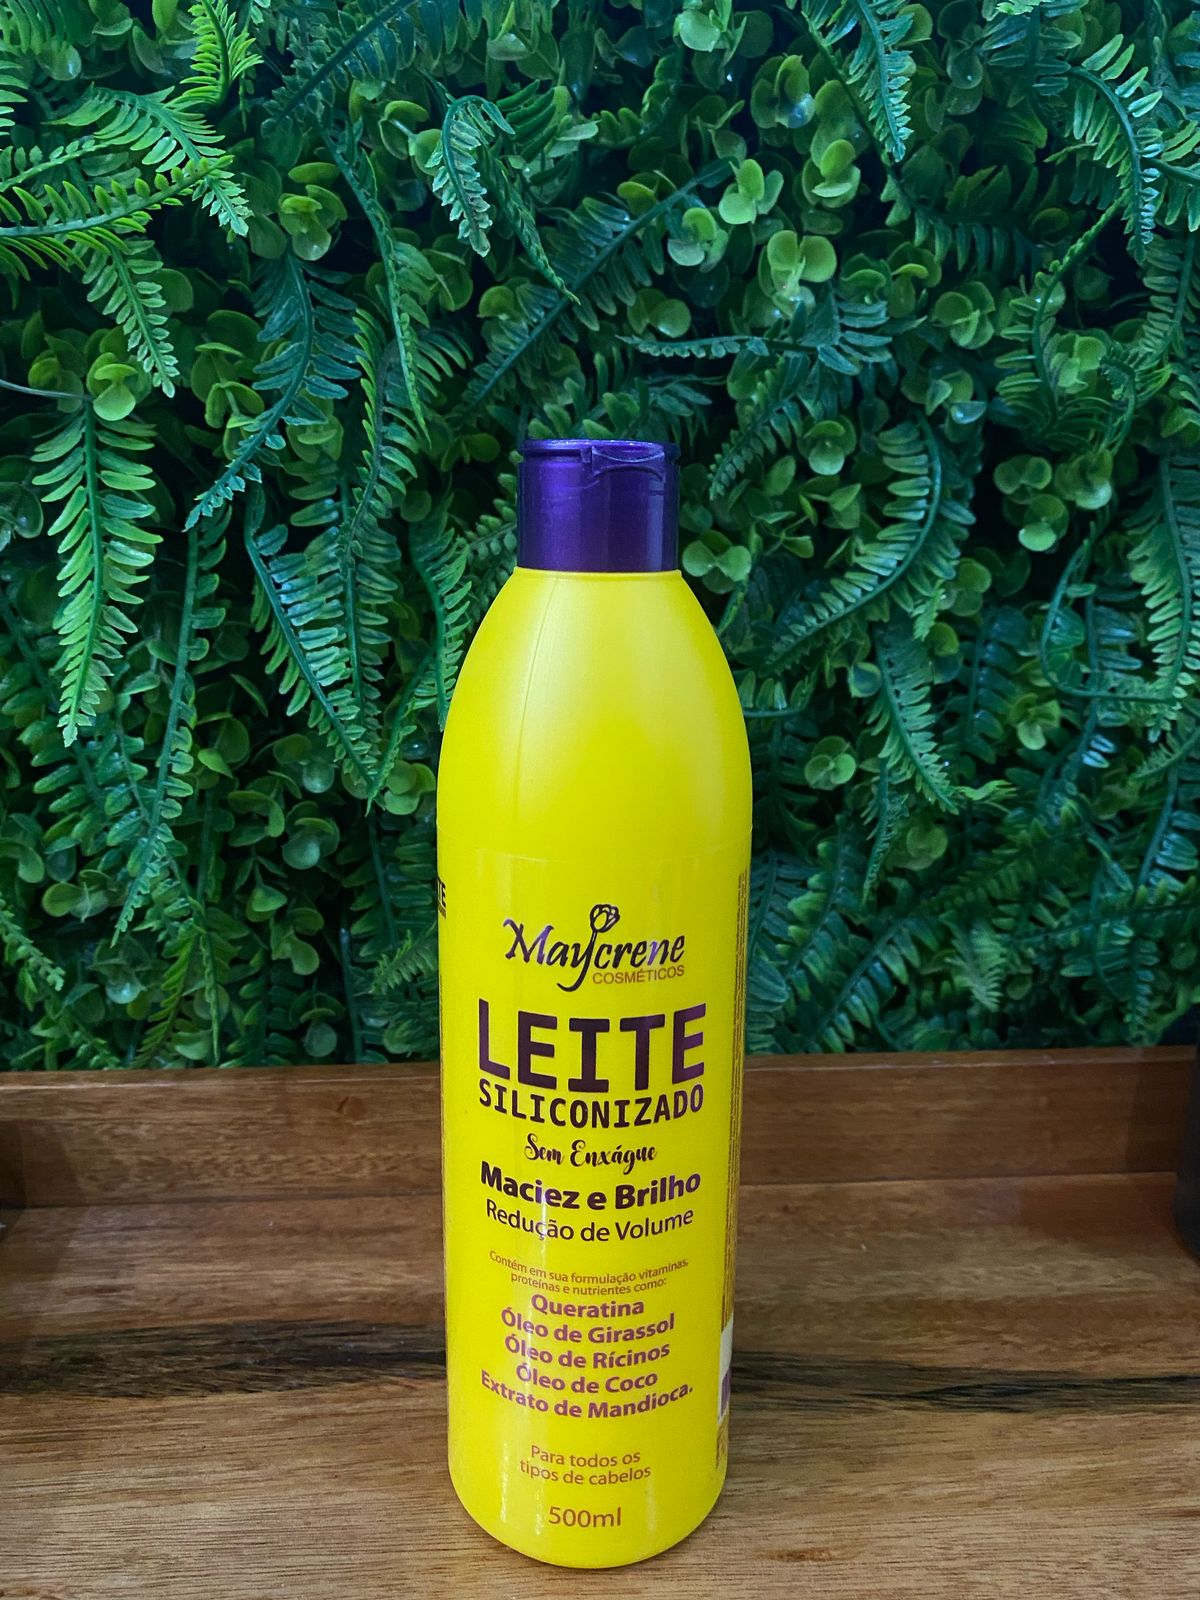 Maycrene
COSMÉTICOS
LEITE
SILICONIZADO
Sem Enxágue
Maciez e Brilho
Redução de Volume
Contém em sua formulação vitaminas,
proteínas e nutrientes como:
Queratina
Óleo de Girassol
Óleo de Rícinos
Óleo de Coco
Extrato de Mandioca.
Para todos os
tipos de cabelos
500ml